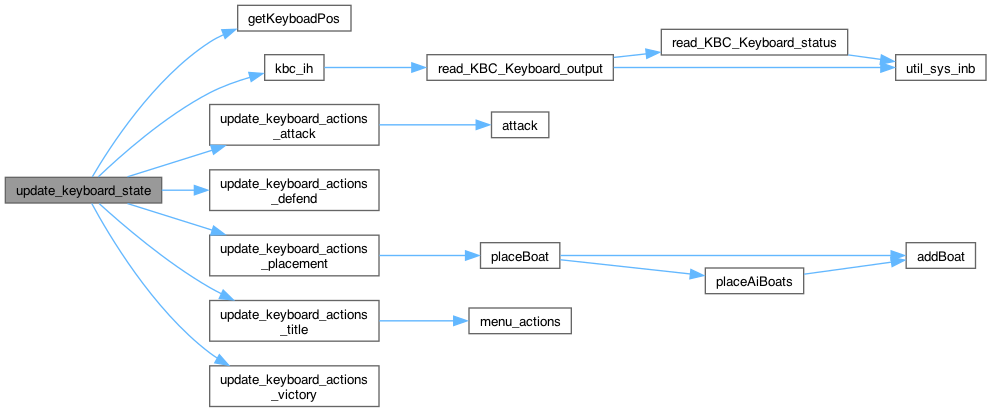 getKeyboadPos
kbc_ih
read_KBC_Keyboard_output
read_KBC_Keyboard_status
util_sys_inb
update_keyboard_actions
_attack
attack
update_keyboard_state
update_keyboard_actions
_defend
update_keyboard_actions
_placement
placeBoat
placeAiBoats
addBoat
update_keyboard_actions
_title
menu_actions
update_keyboard_actions
_victory